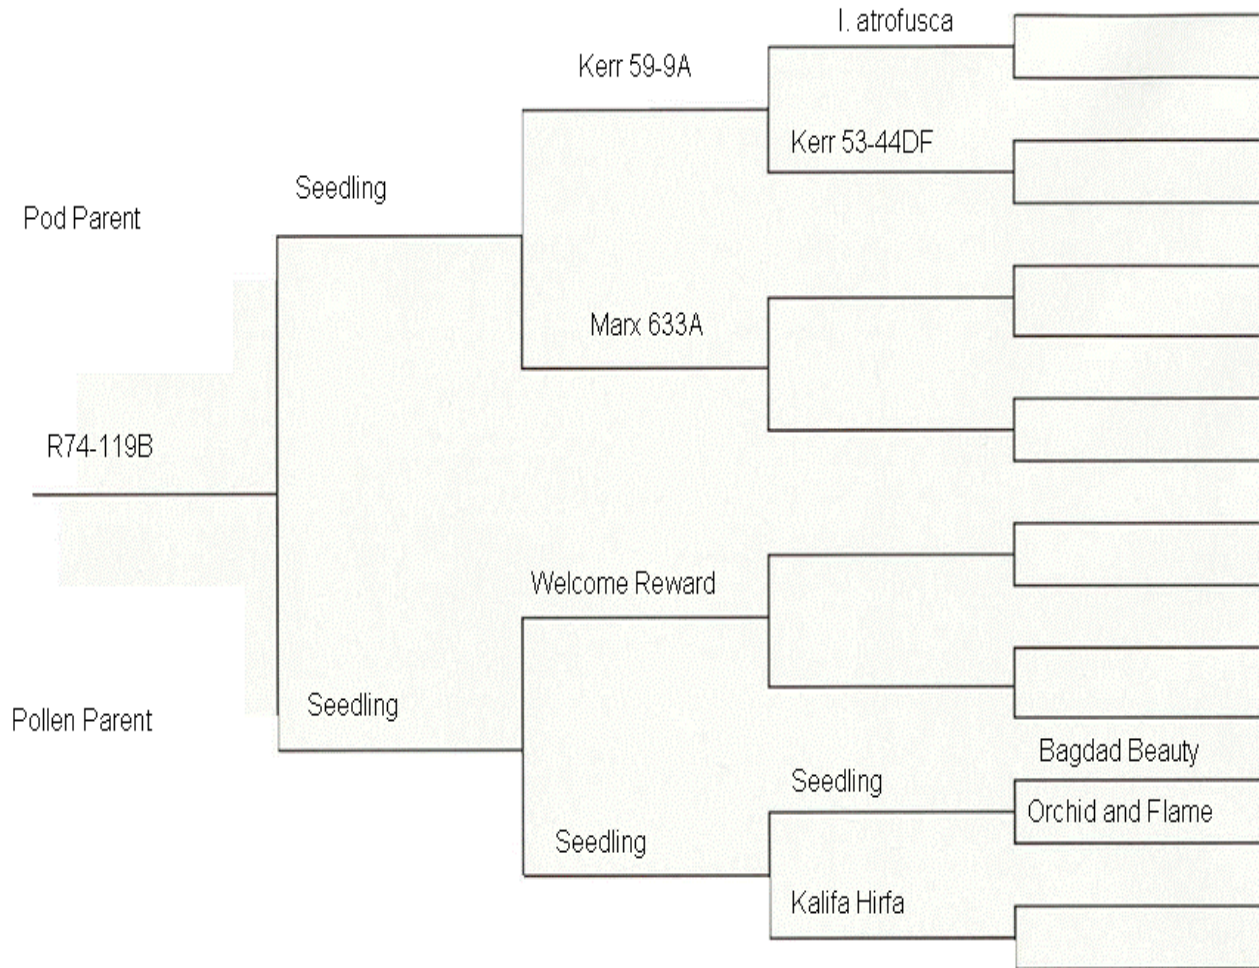 I. atrofusca
Kerr 59-9A
Kerr 53-44DF
Seedling
Pod Parent
Marx 633A
R74-119B
Welcome Reward
Seedling
Pollen Parent
Bagdad Beauty
Seedling
Orchid and Flame
Seedling
Kalifa Hirfa